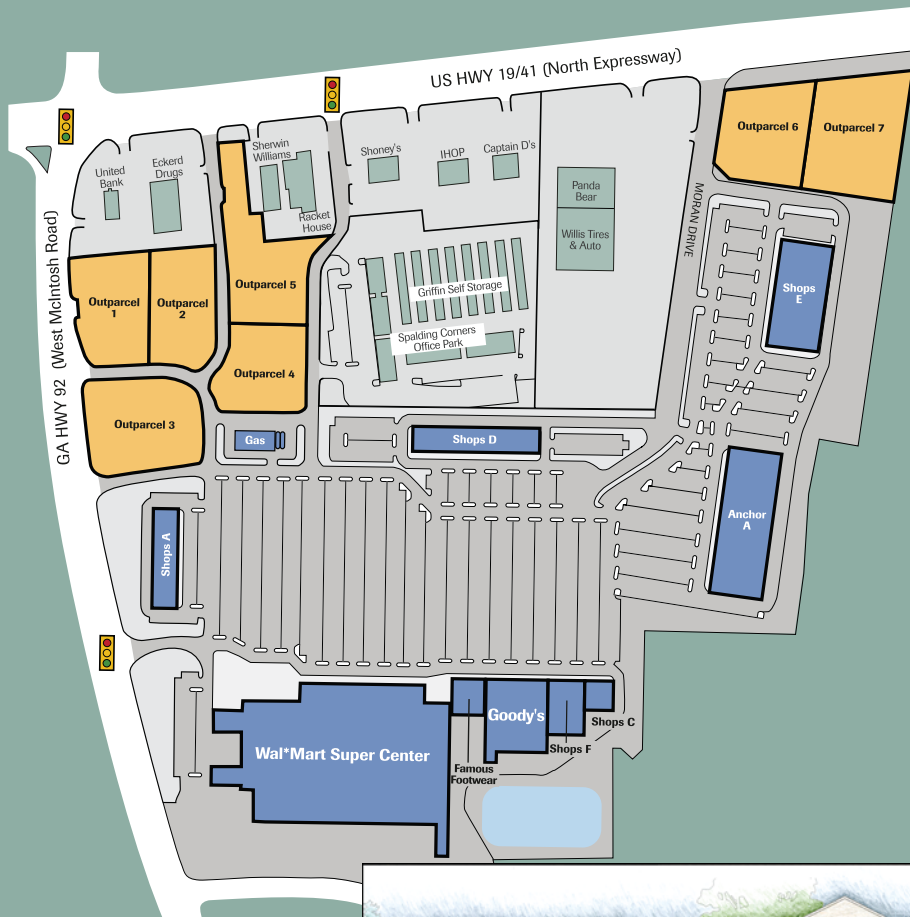 US HWY 19/41 (North Expressway)
GA HWY 92 (West McIntosh Road)
MORAN DRIVE
United
Bank
Eckerd
Drugs
Sherwin
Williams
Racket
House
Shoney's
IHOP
Captain D's
Panda
Bear
Willis Tires
& Auto
Outparcel 6
Outparcel 7
Outparcel
1
Outparcel
2
Outparcel 5
Griffin Self Storage
Spalding Corners
Office Park
Shops
E
Outparcel 4
Outparcel 3
Gas
Shops D
Shops A
Anchor
A
Wal*Mart Super Center
Goody's
Shops C
Shops F
Famous
Footwear